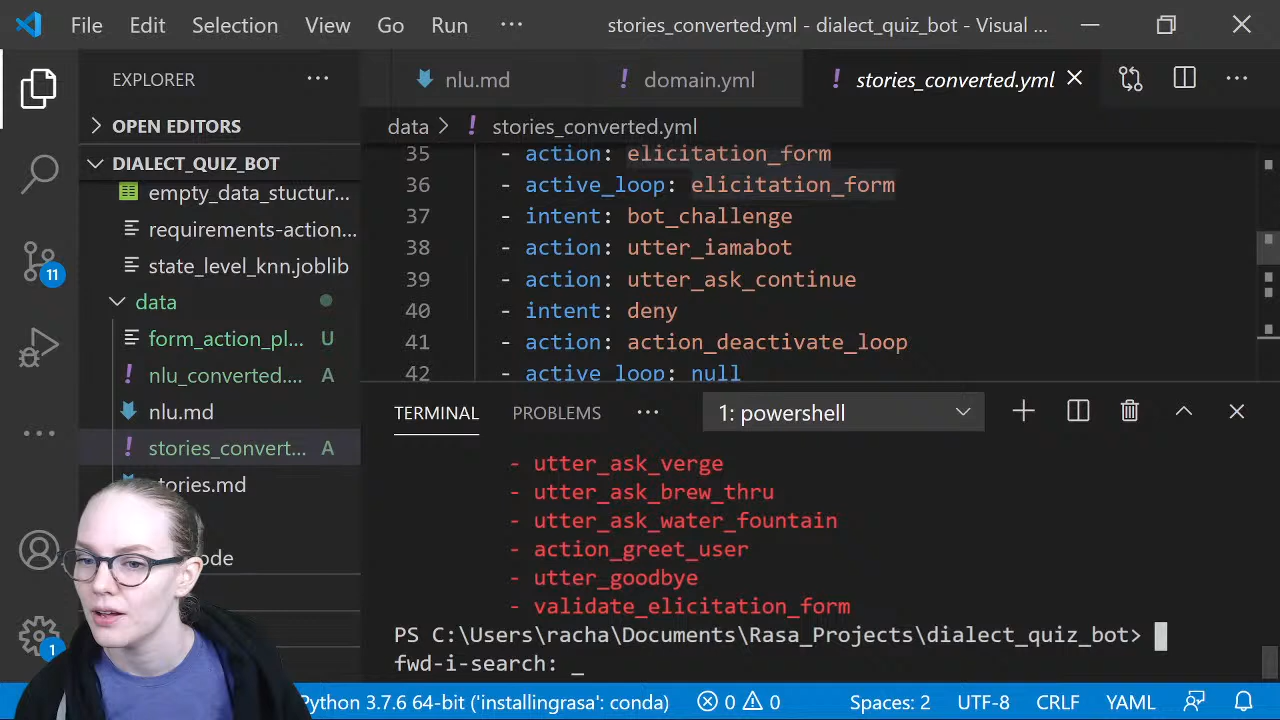 File Edit Selection View Go Run ··· stories_converted.yml - dialect_quiz_bot - Visual ...
EXPLORER ···
nlu.md
! domain.yml
! stories_converted.yml
OPEN EDITORS
data > ! stories_converted.yml
DIALECT_QUIZ_BOT
empty_data_stuctur...
requirements-action...
state_level_knn.joblib
data
form_action_pl... U
! nlu_converted.... A
nlu.md
! stories_convert... A
stories.md
ode
11
1
35 - action: elicitation_form
36 - active_loop: elicitation_form
37 - intent: bot_challenge
38 - action: utter_iamabot
39 - action: utter_ask_continue
40 - intent: deny
41 - action: action_deactivate_loop
42 - active_loop: null
TERMINAL PROBLEMS ··· 1: powershell
- utter_ask_verge
- utter_ask_brew_thru
- utter_ask_water_fountain
- action_greet_user
- utter_goodbye
- validate_elicitation_form
PS C:\Users\racha\Documents\Rasa_Projects\dialect_quiz_bot>
fwd-i-search: _
Python 3.7.6 64-bit ('installingrasa': conda) 0 0 Spaces: 2 UTF-8 CRLF YAML